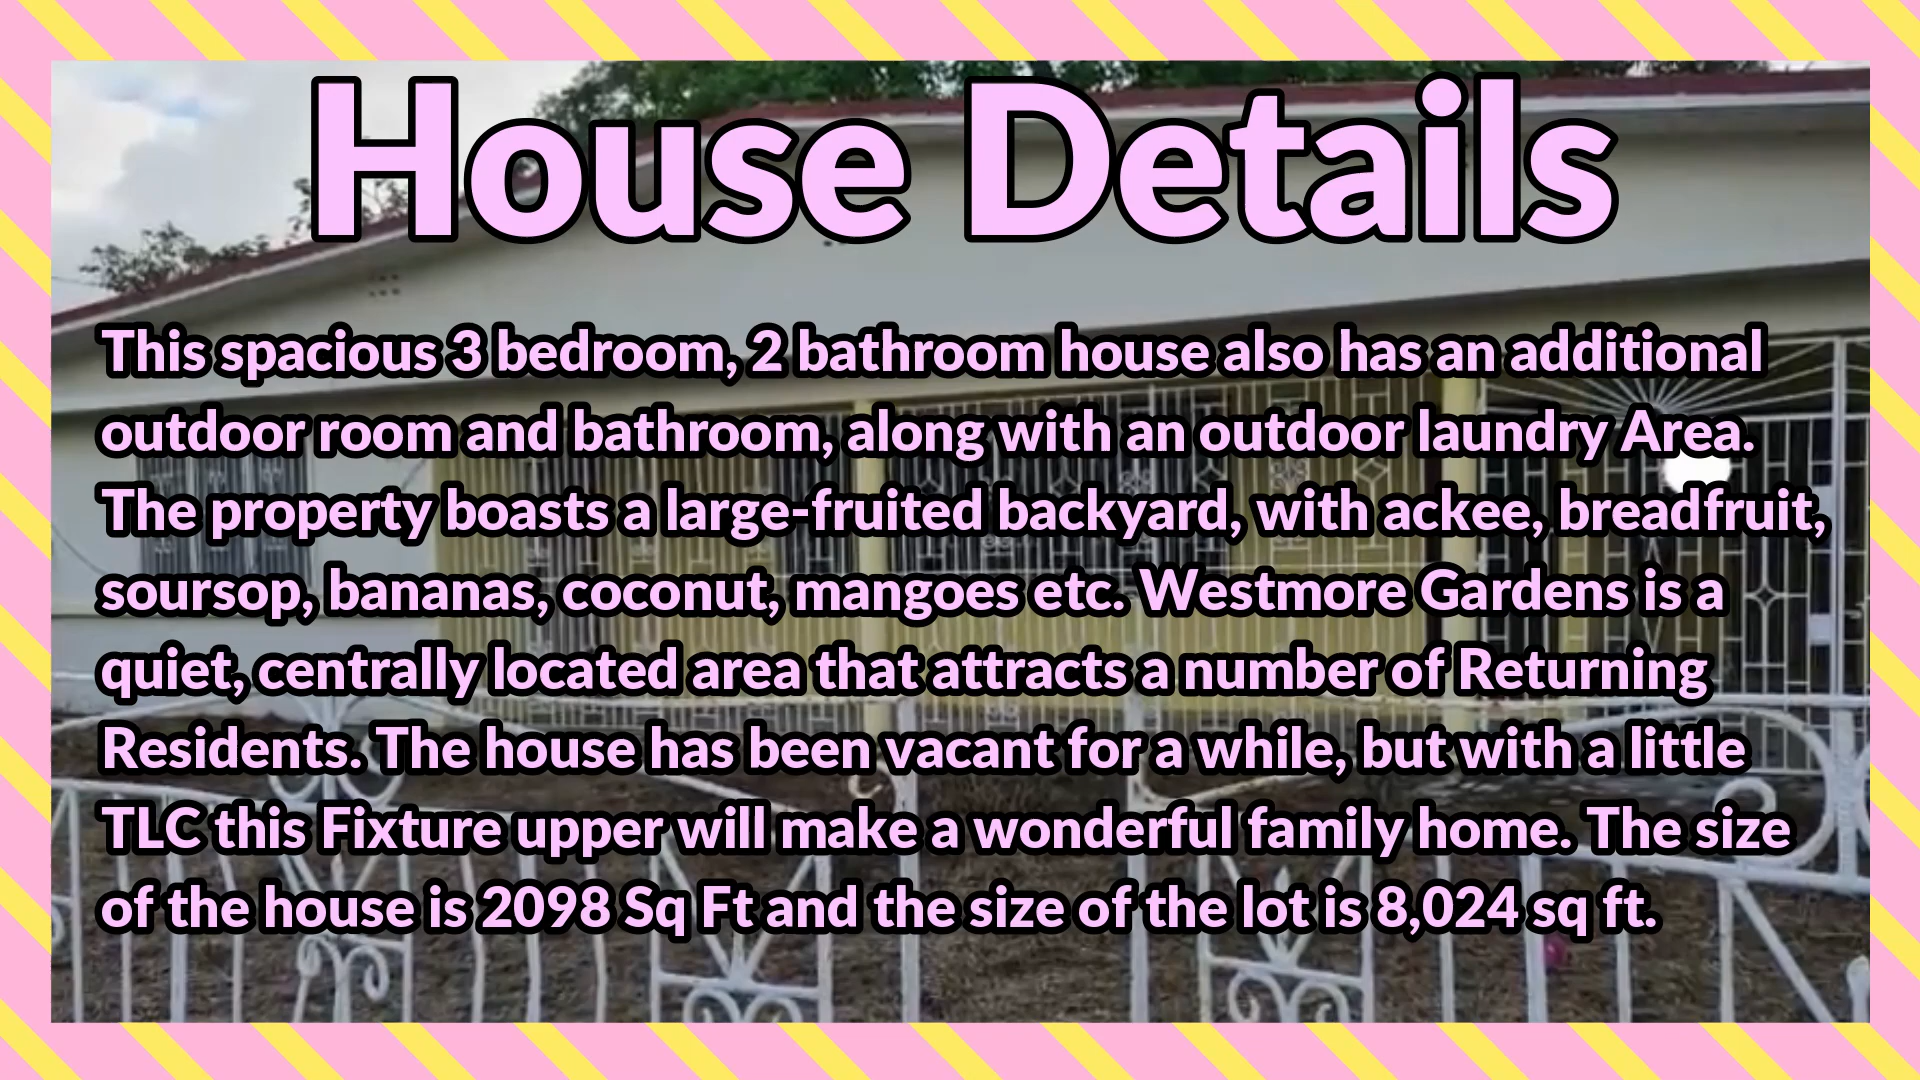 House Details
This spacious 3 bedroom, 2 bathroom house also has an additional
outdoor room and bathroom, along with an outdoor laundry Area.
The property boasts a large-fruited backyard, with ackee, breadfruit,
soursop, bananas, coconut, mangoes etc. Westmore Gardens is a
quiet, centrally located area that attracts a number of Returning
Residents. The house has been vacant for a while, but with a little
TLC this Fixture upper will make a wonderful family home. The size
of the house is 2098 Sq Ft and the size of the lot is 8,024 sq ft.